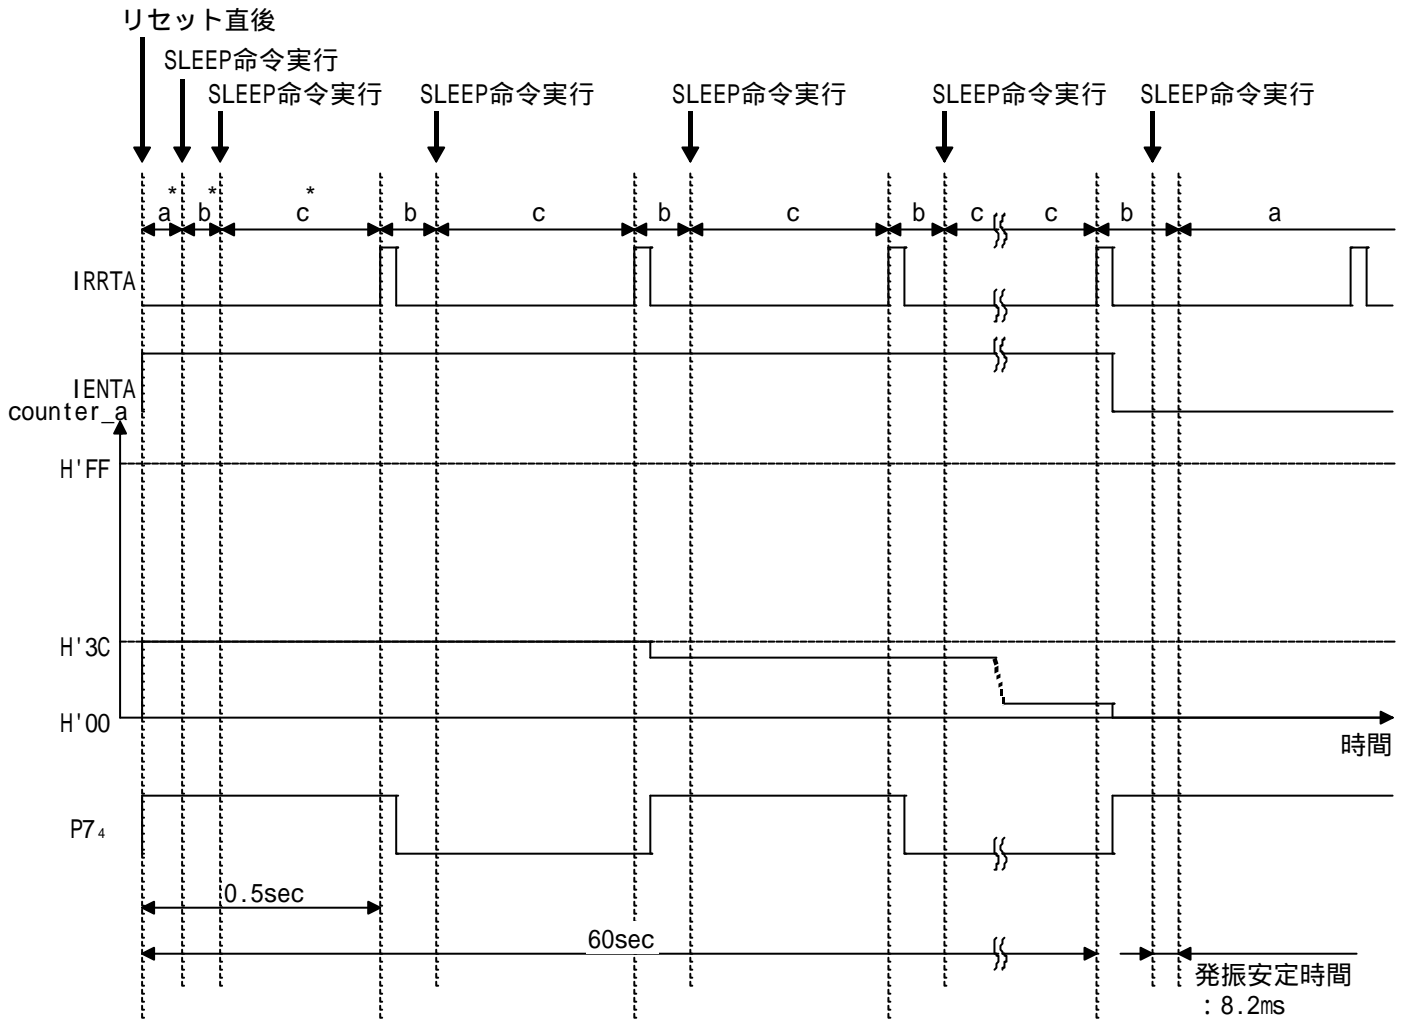 リセット直後
SLEEP命令実行
SLEEP命令実行 SLEEP命令実行 SLEEP命令実行 SLEEP命令実行 SLEEP命令実行
* * *
a b c b c b c b c c b a
IRRTA
IENTA
counter_a
H'FF
H'3C
H'00
時間
P7₄
0.5sec
60sec
発振安定時間
:8.2ms